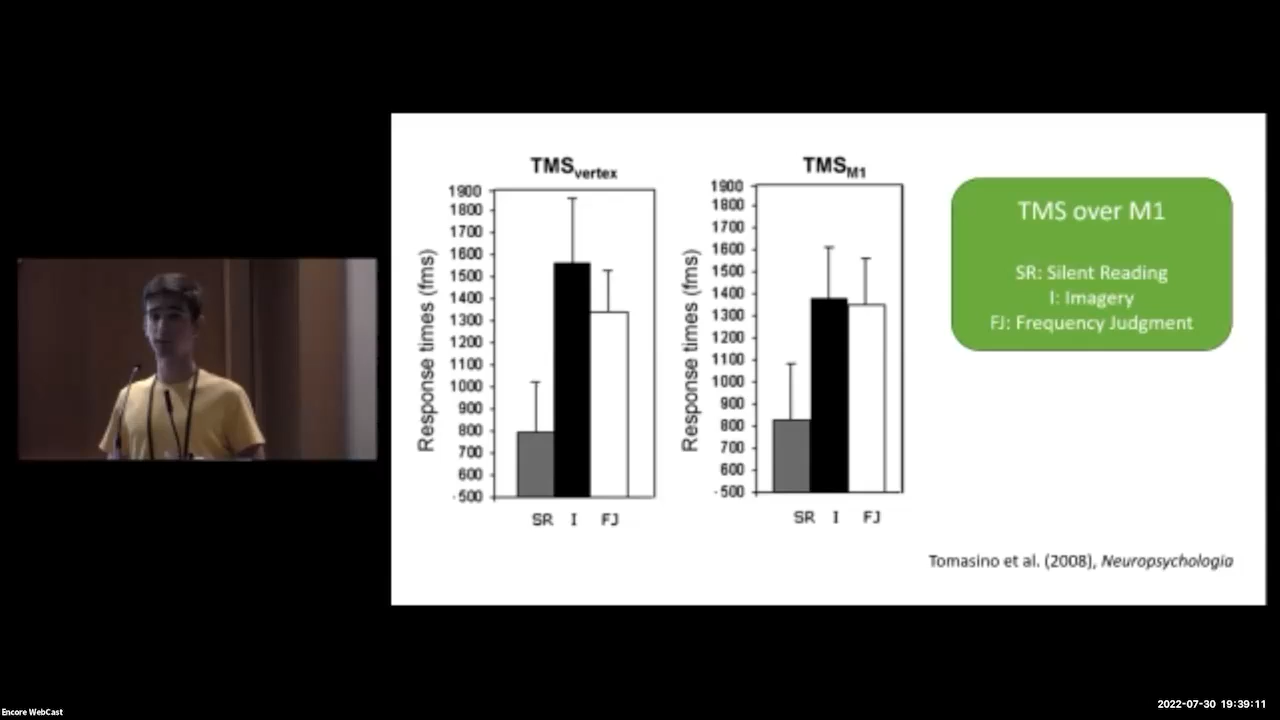 TMSvertex
1900
1800
1700
1600
1500
1400
1300
1200
1100
1000
900
800
700
600
500
Response times (fms)
SR I FJ
TMSM1
1900
1800
1700
1600
1500
1400
1300
1200
1100
1000
900
800
700
600
500
Response times (fms)
SR I FJ
TMS over M1
SR: Silent Reading
I: Imagery
FJ: Frequency Judgment
Tomasino et al. (2008), Neuropsychologia
Encore WebCast
2022-07-30 19:39:11